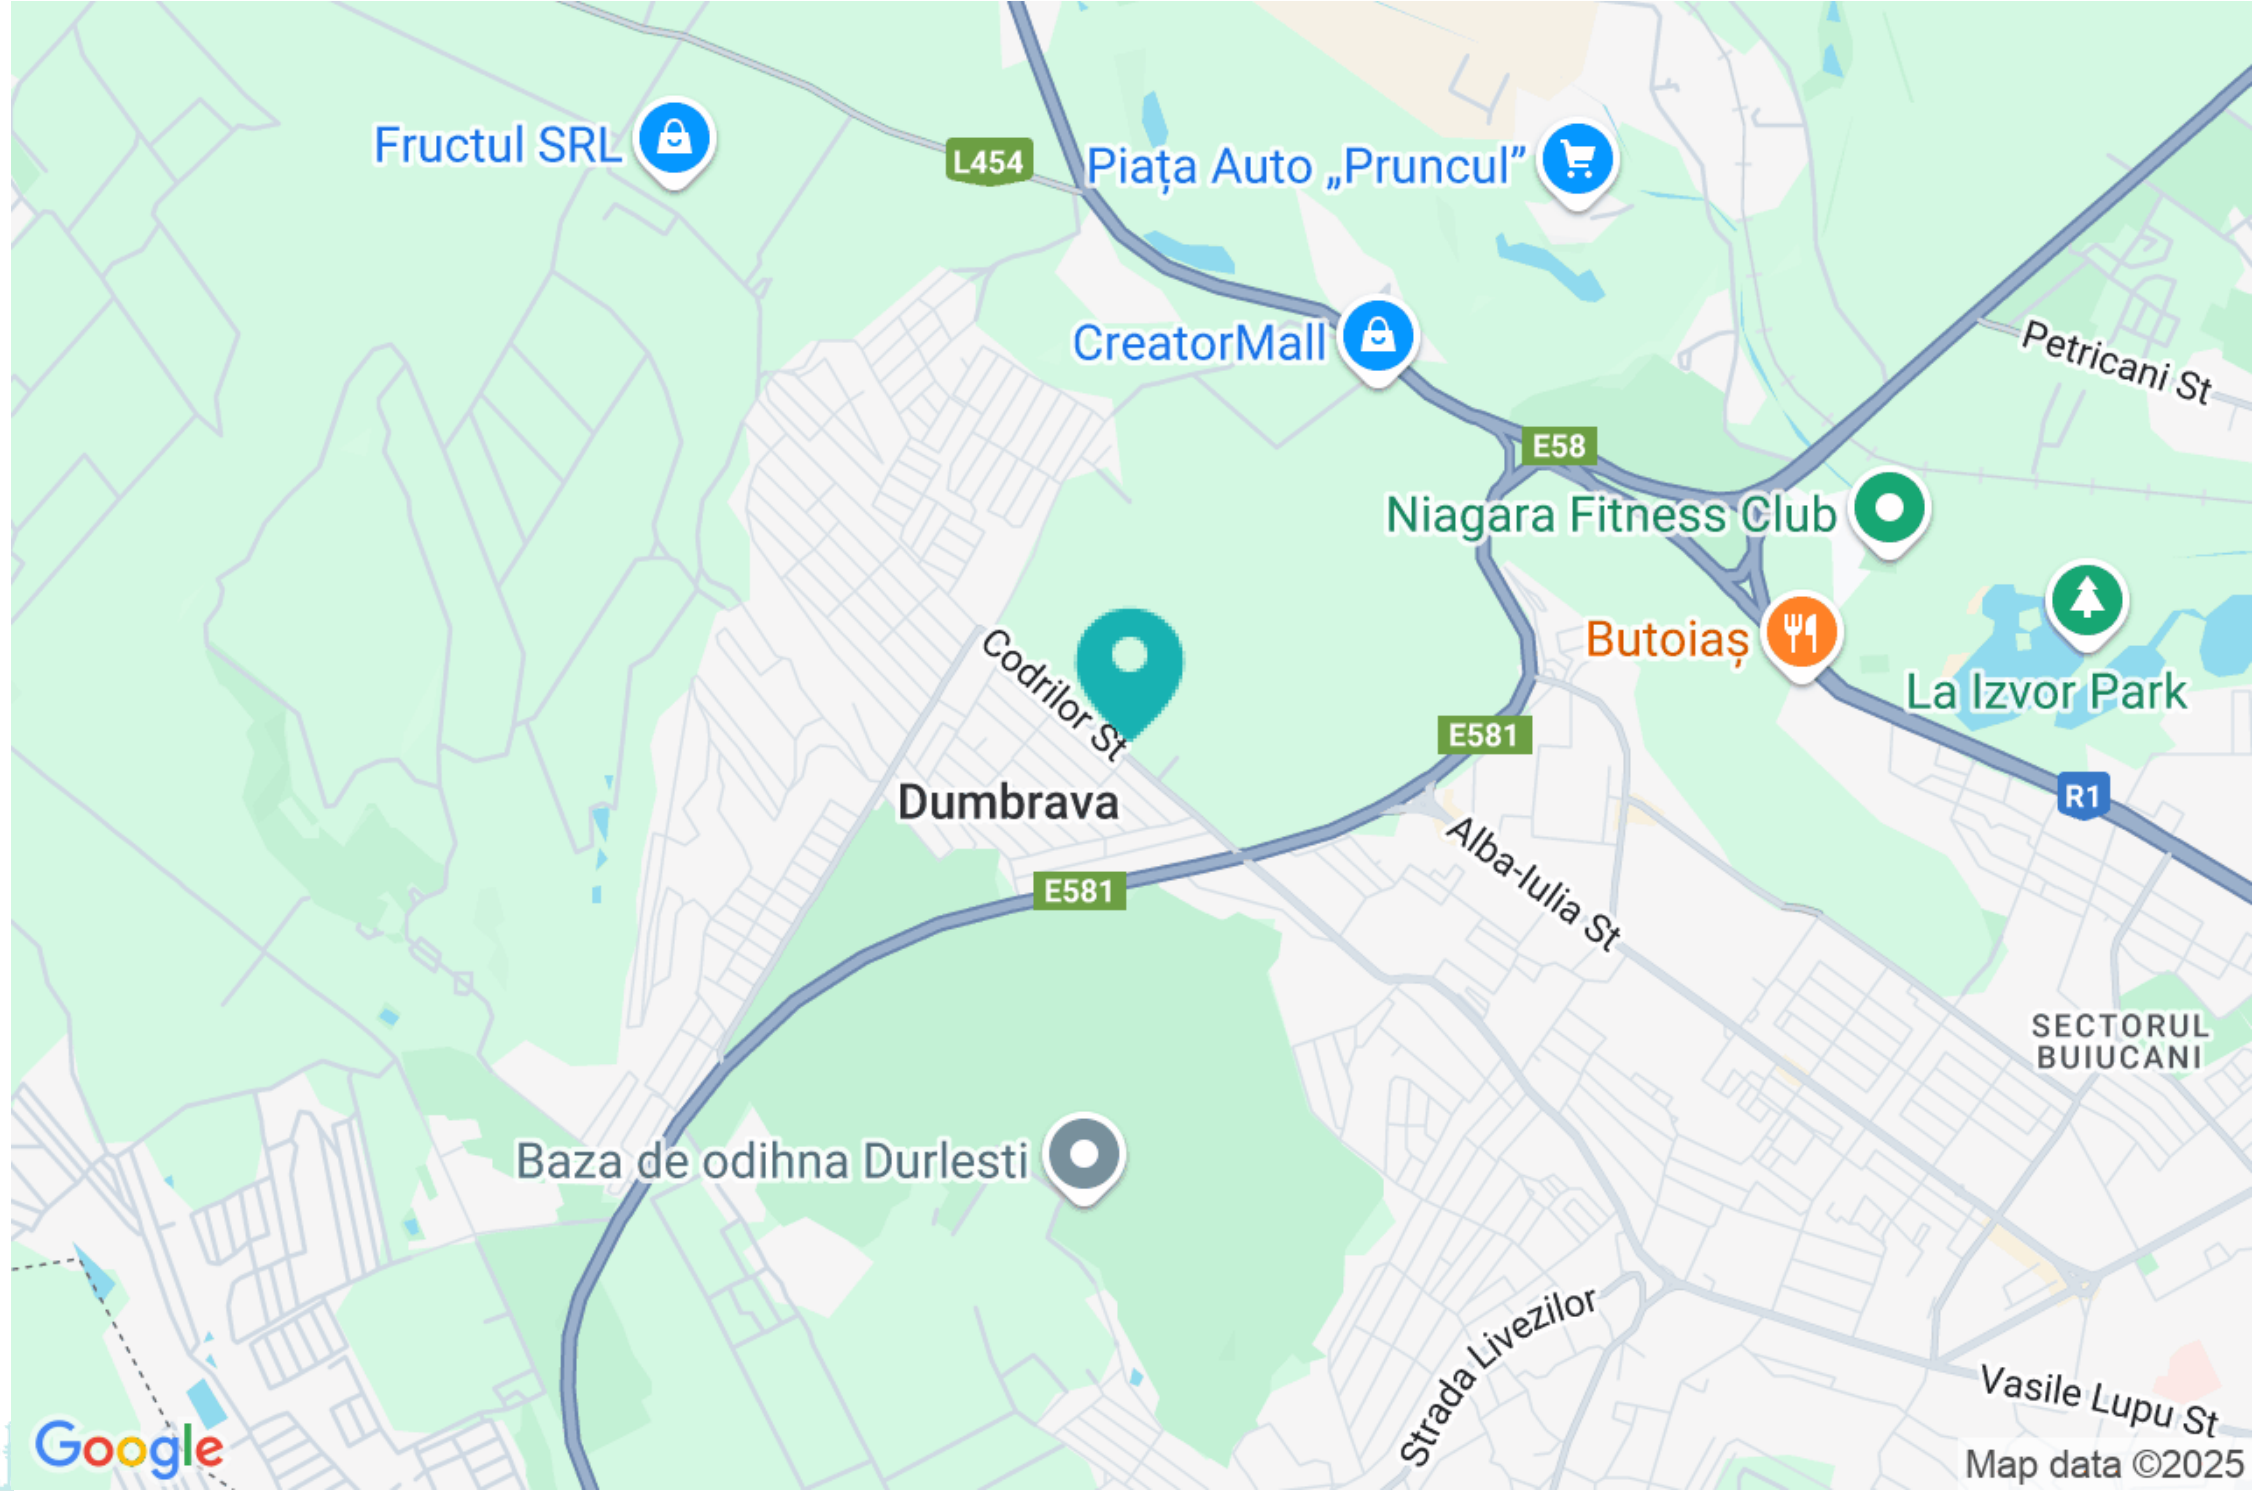 Fructul SRL
L454
Piața Auto „Pruncul”
CreatorMall
Petricani St
E58
Niagara Fitness Club
Codrilor St
Butoiaș
La Izvor Park
E581
Dumbrava
R1
Alba-Iulia St
E581
SECTORUL
BUIUCANI
Baza de odihna Durlesti
Strada Livezilor
Vasile Lupu St
Google
Map data ©2025